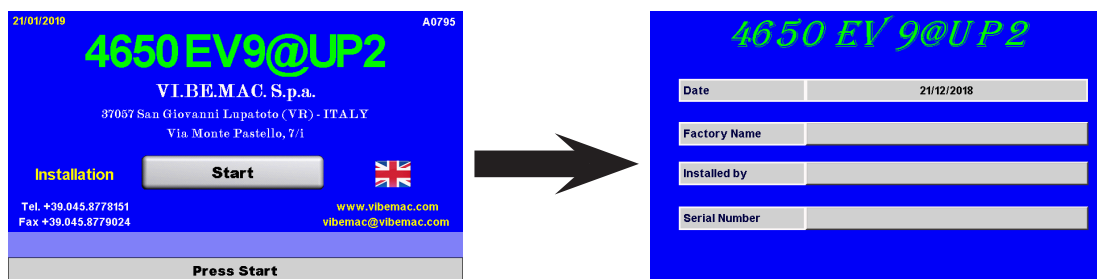 21/01/2019 A0795
4650 EV9@UP2
VI.BE.MAC. S.p.a.
37057 San Giovanni Lupatoto (VR) - ITALY
Via Monte Pastello, 7/i
Installation Start
Tel. +39.045.8778151 www.vibemac.com
Fax +39.045.8779024 vibemac@vibemac.com
Press Start
4650 EV 9@UP2
Date 21/12/2018
Factory Name
Installed by
Serial Number